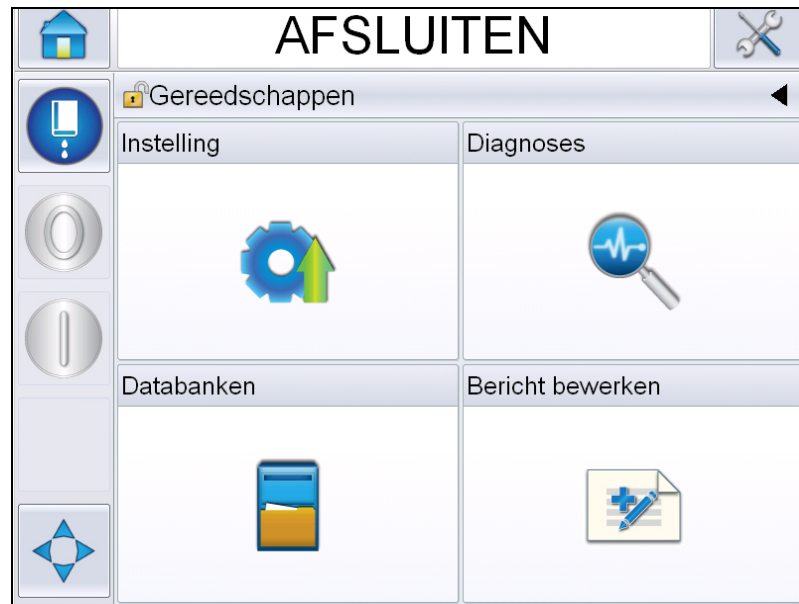 AFSLUITEN
Gereedschappen
Instelling
Diagnoses
Databanken
Bericht bewerken